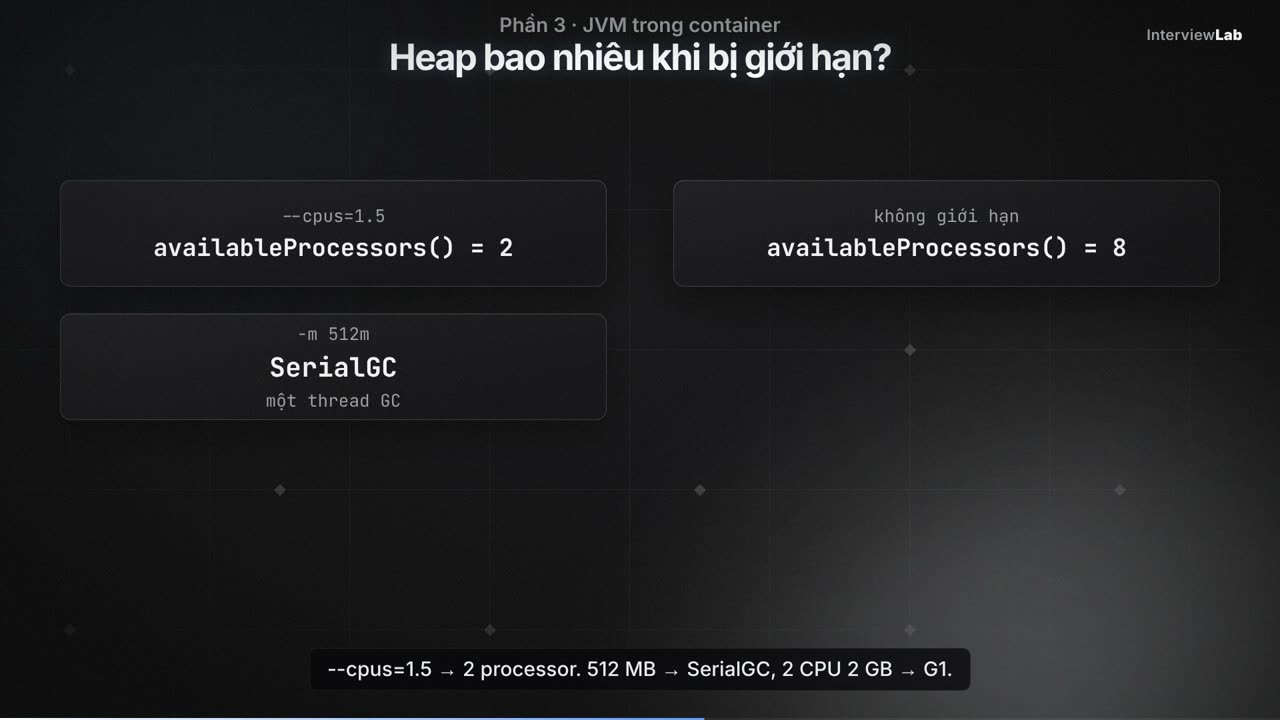 Phần 3 · JVM trong container
InterviewLab
Heap bao nhiêu khi bị giới hạn?
--cpus=1.5
availableProcessors() = 2
không giới hạn
availableProcessors() = 8
-m 512m
SerialGC
một thread GC
--cpus=1.5 → 2 processor. 512 MB → SerialGC, 2 CPU 2 GB → G1.